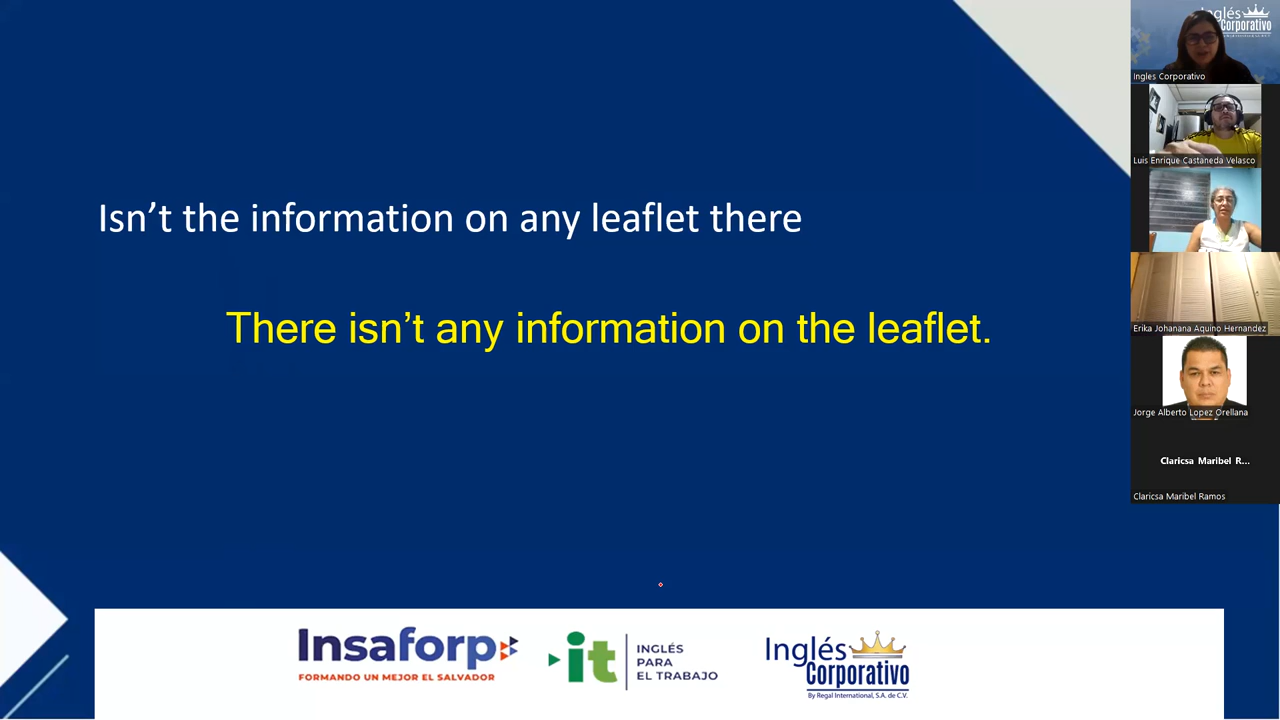 Isn’t the information on any leaflet there
There isn’t any information on the leaflet.
Inglés
Corporativo
Ingles Corporativo
Luis Enrique Castaneda Velasco
Erika Johanana Aquino Hernandez
Jorge Alberto Lopez Orellana
Claricsa Maribel R...
Claricsa Maribel Ramos
Insaforp
FORMANDO UN MEJOR EL SALVADOR
it
INGLÉS
PARA
EL TRABAJO
Inglés
Corporativo
By Regal International, S.A. de C.V.